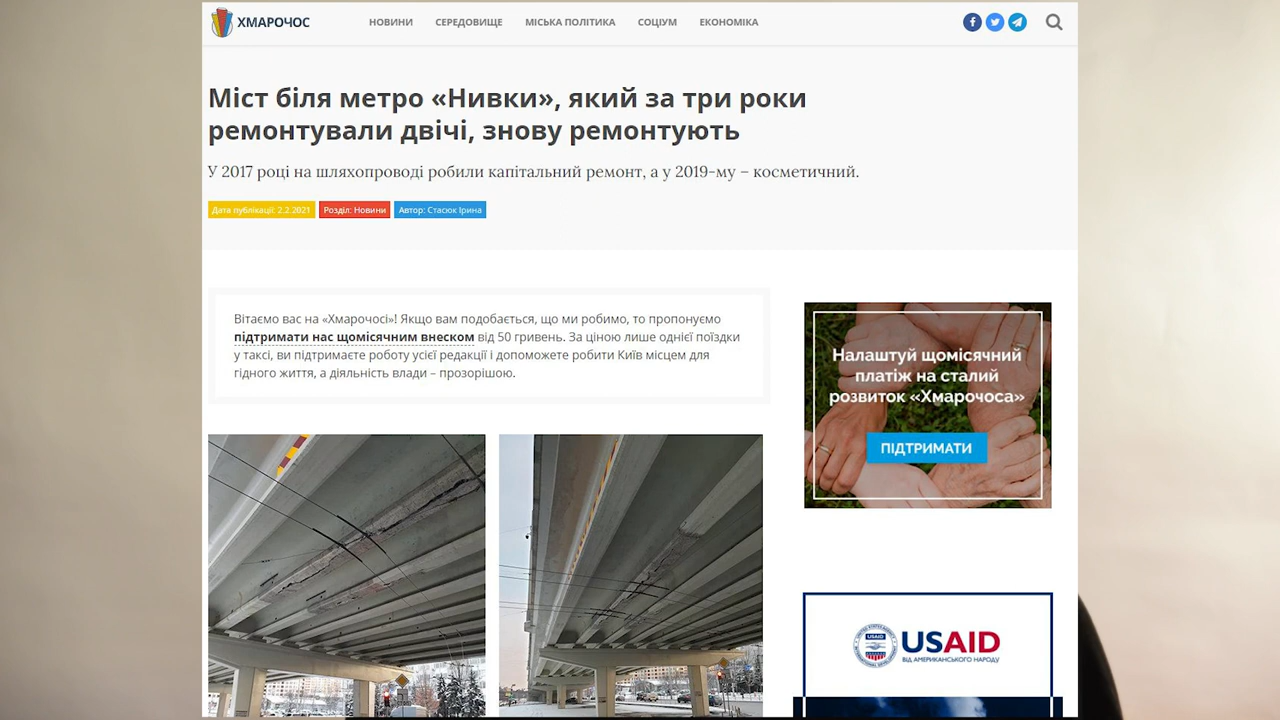 ХМАРОЧОС
НОВИНИ СЕРЕДОВИЩЕ МІСЬКА ПОЛІТИКА СОЦІУМ ЕКОНОМІКА
Міст біля метро «Нивки», який за три роки
ремонтували двічі, знову ремонтують
У 2017 році на шляхопроводі робили капітальний ремонт, а у 2019-му – косметичний.
Дата публікації: 2.2.2021 Розділ: Новини Автор: Стасюк Ірина
Вітаємо вас на «Хмарочосі»! Якщо вам подобається, що ми робимо, то пропонуємо
підтримати нас щомісячним внеском від 50 гривень. За ціною лише однієї поїздки
у таксі, ви підтримаєте роботу усієї редакції і допоможете робити Київ місцем для
гідного життя, а діяльність влади – прозорішою.
Налаштуй щомісячний
платіж на сталий
розвиток «Хмарочоса»
ПІДТРИМАТИ
USAID
ВІД АМЕРИКАНСЬКОГО НАРОДУ